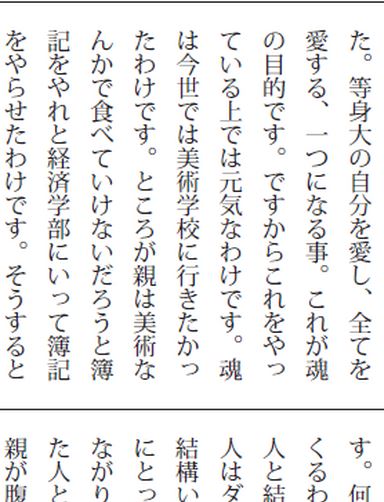 た。等身大の自分を愛し、全てを
愛する、一つになる事。これが魂
の目的です。ですからこれをやっ
ている上では元気なわけです。魂
は今世では美術学校に行きたかっ
たわけです。ところが親は美術な
んかで食べていけないだろうと簿
記をやれと経済学部にいって簿記
をやらせたわけです。そうすると
す。何
くるわ
人と結
人はダ
結構い
にとっ
ながり
た人と
親が腹